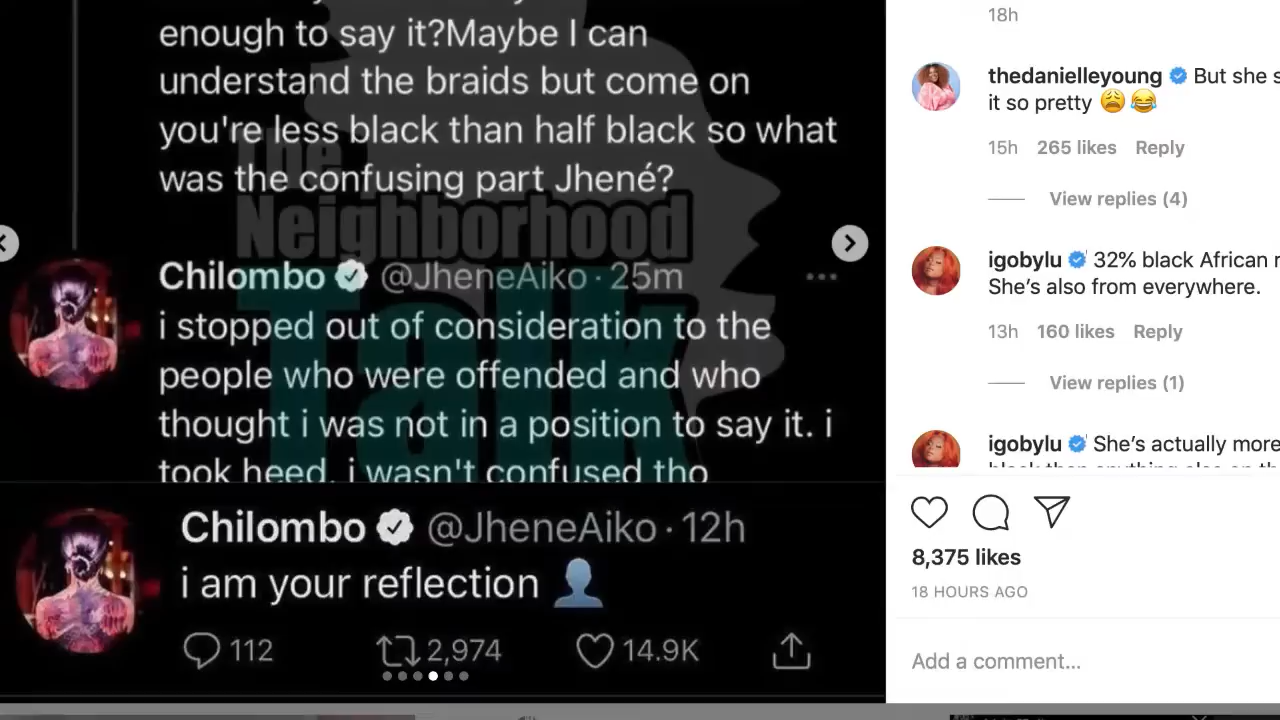 enough to say it?Maybe I can
understand the braids but come on
you're less black than half black so what
was the confusing part Jhené?
The
Neighborhood
Talk
Chilombo @JheneAiko · 25m
i stopped out of consideration to the
people who were offended and who
thought i was not in a position to say it. i
took heed. i wasn't confused tho
Chilombo @JheneAiko · 12h
i am your reflection 👤
112 2,974 14.9K
18h
thedanielleyoung But she s
it so pretty 😩😂
15h 265 likes Reply
View replies (4)
igobylu 32% black African
She's also from everywhere.
13h 160 likes Reply
View replies (1)
igobylu She's actually more
8,375 likes
18 HOURS AGO
Add a comment...